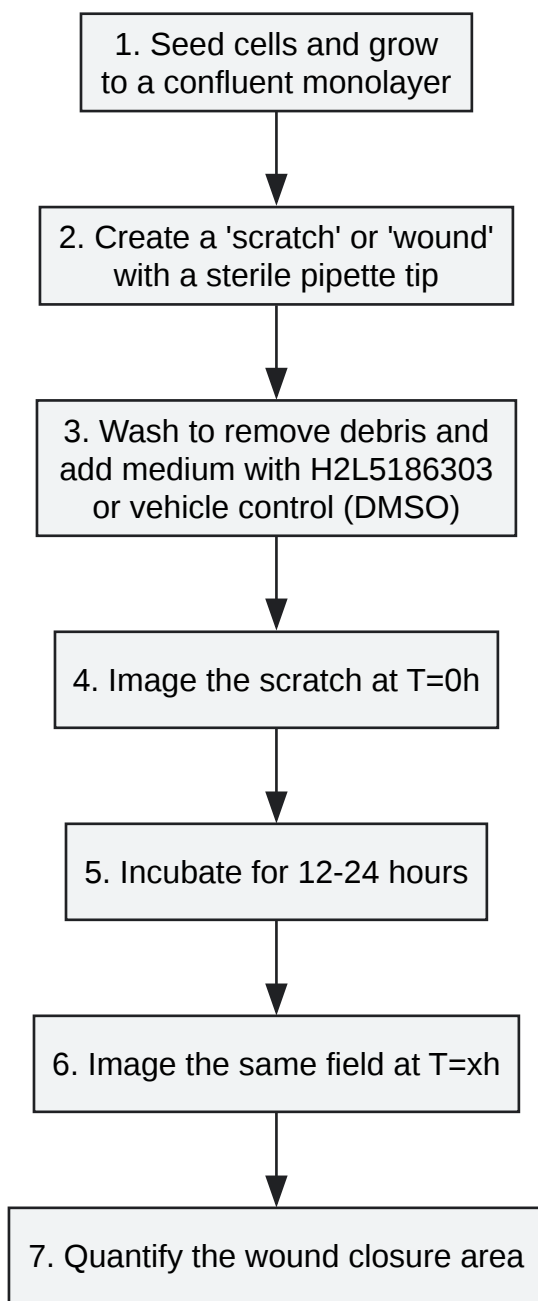 1. Seed cells and grow
to a confluent monolayer
2. Create a 'scratch' or 'wound'
with a sterile pipette tip
3. Wash to remove debris and
add medium with H2L5186303
or vehicle control (DMSO)
4. Image the scratch at T=0h
5. Incubate for 12-24 hours
6. Image the same field at T=xh
7. Quantify the wound closure area